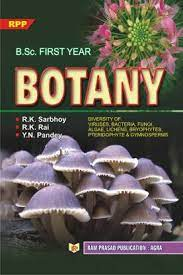 RPP
B.Sc. FIRST YEAR
BOTANY
R.K. Sarbhoy
R.K. Rai
Y.N. Pandey
DIVERSITY OF
VIRUSES, BACTERIA, FUNGI
ALGAE, LICHENS, BRYOPHYTES,
PTERIDOPHYTE & GYMNOSPERMS
RAM PRASAD PUBLICATION : AGRA